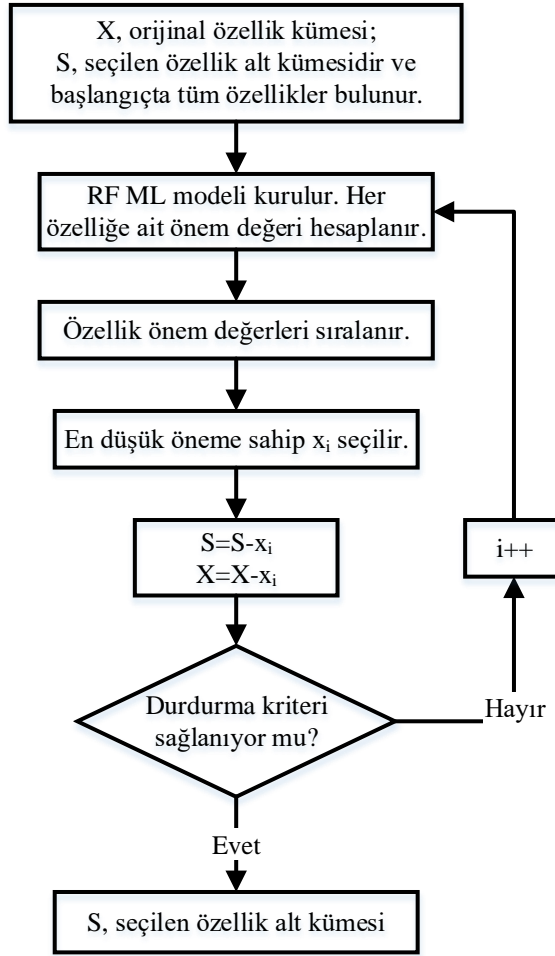 X, orijinal özellik kümesi;
S, seçilen özellik alt kümesidir ve
başlangıçta tüm özellikler bulunur.
RF ML modeli kurulur. Her
özelliğe ait önem değeri hesaplanır.
Özellik önem değerleri sıralanır.
En düşük öneme sahip xᵢ seçilir.
S=S-xᵢ
X=X-xᵢ
i++
Durdurma kriteri
sağlanıyor mu?
Hayır
Evet
S, seçilen özellik alt kümesi